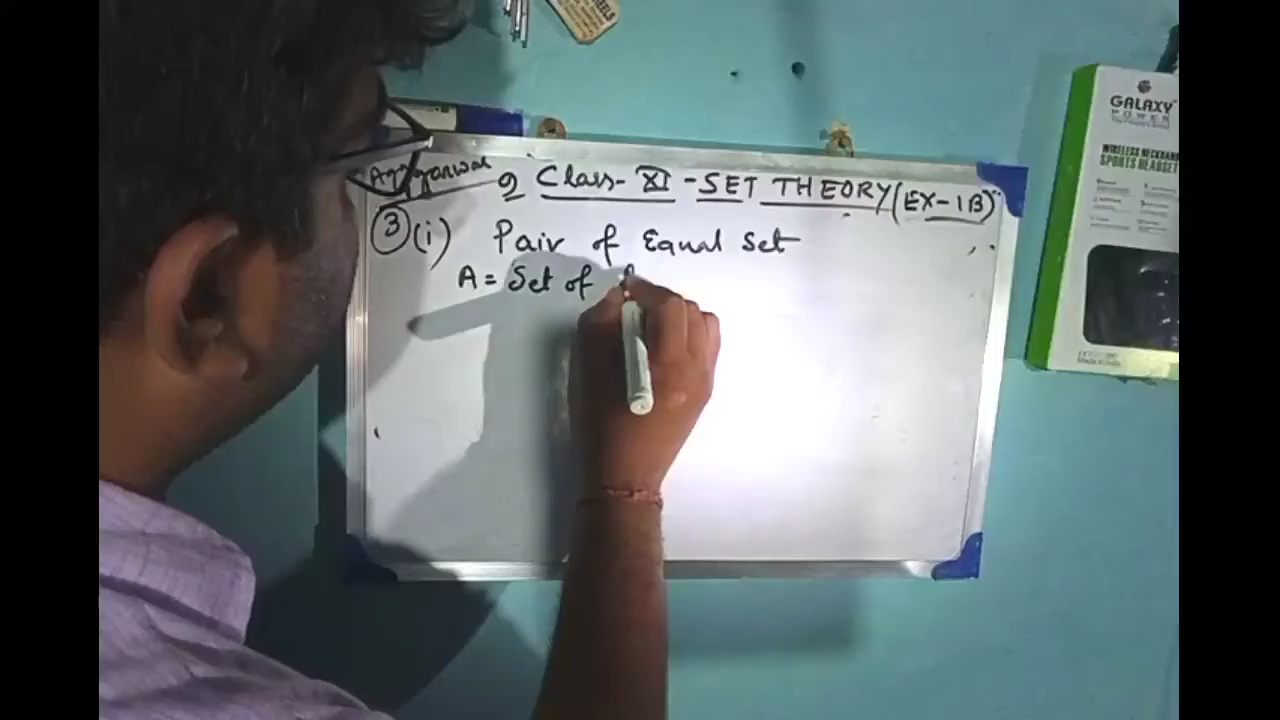 Aggarwal
Class-XI-SET THEORY(EX-1B)
③(i) Pair of Equal Set
A = Set of
GALAXY
POWER
WIRELESS NECKBAND
SPORTS HEADSET